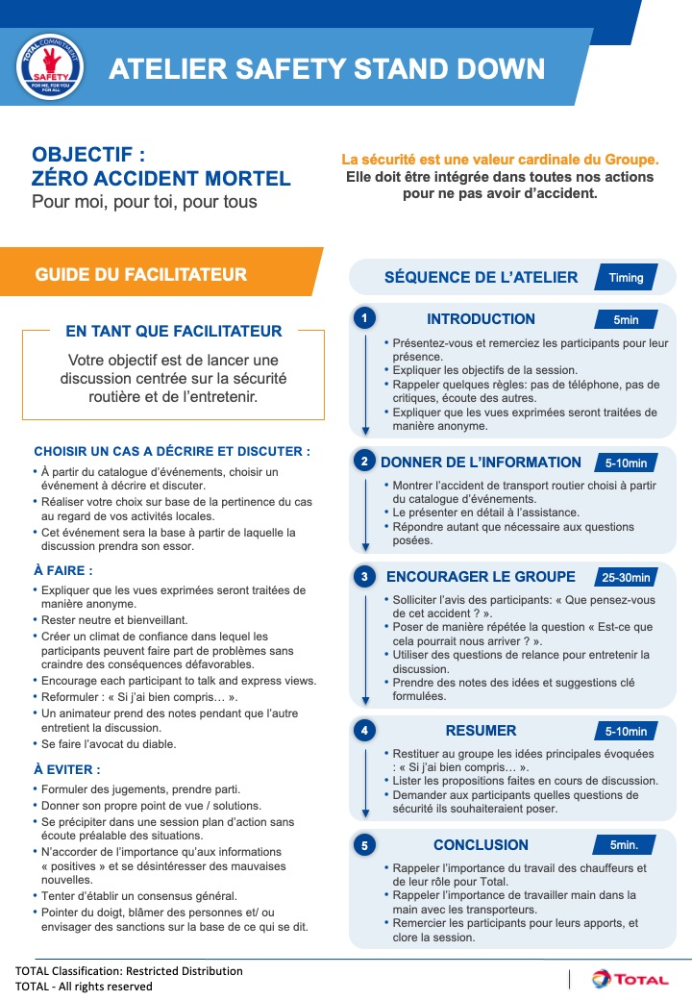 TOTAL COMMITMENT
SAFETY
FOR ME, FOR YOU
FOR ALL
ATELIER SAFETY STAND DOWN
OBJECTIF :
ZÉRO ACCIDENT MORTEL
Pour moi, pour toi, pour tous
La sécurité est une valeur cardinale du Groupe.
Elle doit être intégrée dans toutes nos actions
pour ne pas avoir d’accident.
GUIDE DU FACILITATEUR
EN TANT QUE FACILITATEUR
Votre objectif est de lancer une
discussion centrée sur la sécurité
routière et de l’entretenir.
CHOISIR UN CAS A DÉCRIRE ET DISCUTER :
• À partir du catalogue d’événements, choisir un
événement à décrire et discuter.
• Réaliser votre choix sur base de la pertinence du cas
au regard de vos activités locales.
• Cet événement sera la base à partir de laquelle la
discussion prendra son essor.
À FAIRE :
• Expliquer que les vues exprimées seront traitées de
manière anonyme.
• Rester neutre et bienveillant.
• Créer un climat de confiance dans lequel les
participants peuvent faire part de problèmes sans
craindre des conséquences défavorables.
• Encourage each participant to talk and express views.
• Reformuler : « Si j’ai bien compris… ».
• Un animateur prend des notes pendant que l’autre
entretient la discussion.
• Se faire l’avocat du diable.
À EVITER :
• Formuler des jugements, prendre parti.
• Donner son propre point de vue / solutions.
• Se précipiter dans une session plan d’action sans
écoute préalable des situations.
• N’accorder de l’importance qu’aux informations
« positives » et se désintéresser des mauvaises
nouvelles.
• Tenter d’établir un consensus général.
• Pointer du doigt, blâmer des personnes et/ ou
envisager des sanctions sur la base de ce qui se dit.
SÉQUENCE DE L’ATELIER Timing
1 INTRODUCTION 5min
• Présentez-vous et remerciez les participants pour leur
présence.
• Expliquer les objectifs de la session.
• Rappeler quelques règles: pas de téléphone, pas de
critiques, écoute des autres.
• Expliquer que les vues exprimées seront traitées de
manière anonyme.
2 DONNER DE L’INFORMATION 5-10min
• Montrer l’accident de transport routier choisi à partir
du catalogue d’événements.
• Le présenter en détail à l’assistance.
• Répondre autant que nécessaire aux questions
posées.
3 ENCOURAGER LE GROUPE 25-30min
• Solliciter l’avis des participants: « Que pensez-vous
de cet accident ? ».
• Poser de manière répétée la question « Est-ce que
cela pourrait nous arriver ? ».
• Utiliser des questions de relance pour entretenir la
discussion.
• Prendre des notes des idées et suggestions clé
formulées.
4 RESUMER 5-10min
• Restituer au groupe les idées principales évoquées
: « Si j’ai bien compris… ».
• Lister les propositions faites en cours de discussion.
• Demander aux participants quelles questions de
sécurité ils souhaiteraient poser.
5 CONCLUSION 5min.
• Rappeler l’importance du travail des chauffeurs et
de leur rôle pour Total.
• Rappeler l’importance de travailler main dans la
main avec les transporteurs.
• Remercier les participants pour leurs apports, et
clore la session.
TOTAL Classification: Restricted Distribution
TOTAL - All rights reserved
TOTAL